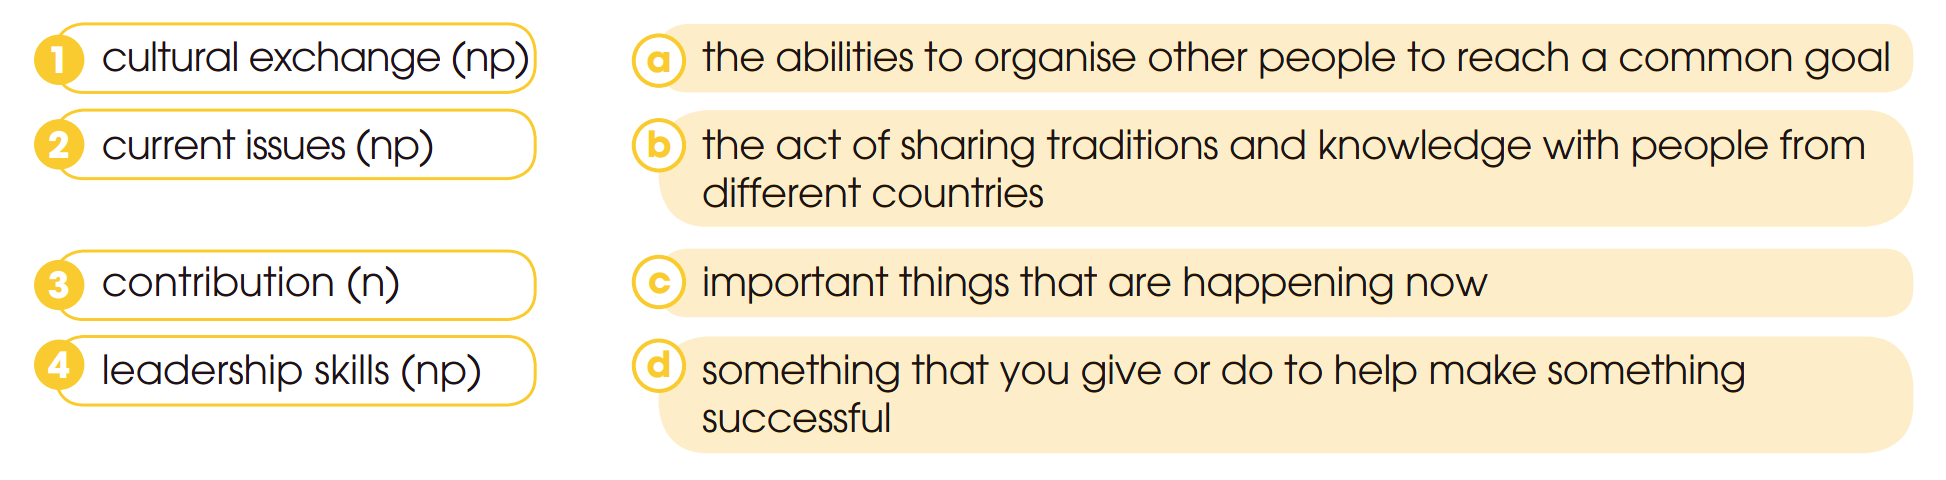 1 cultural exchange (np)
a the abilities to organise other people to reach a common goal
2 current issues (np)
b the act of sharing traditions and knowledge with people from
different countries
3 contribution (n)
c important things that are happening now
4 leadership skills (np)
d something that you give or do to help make something
successful